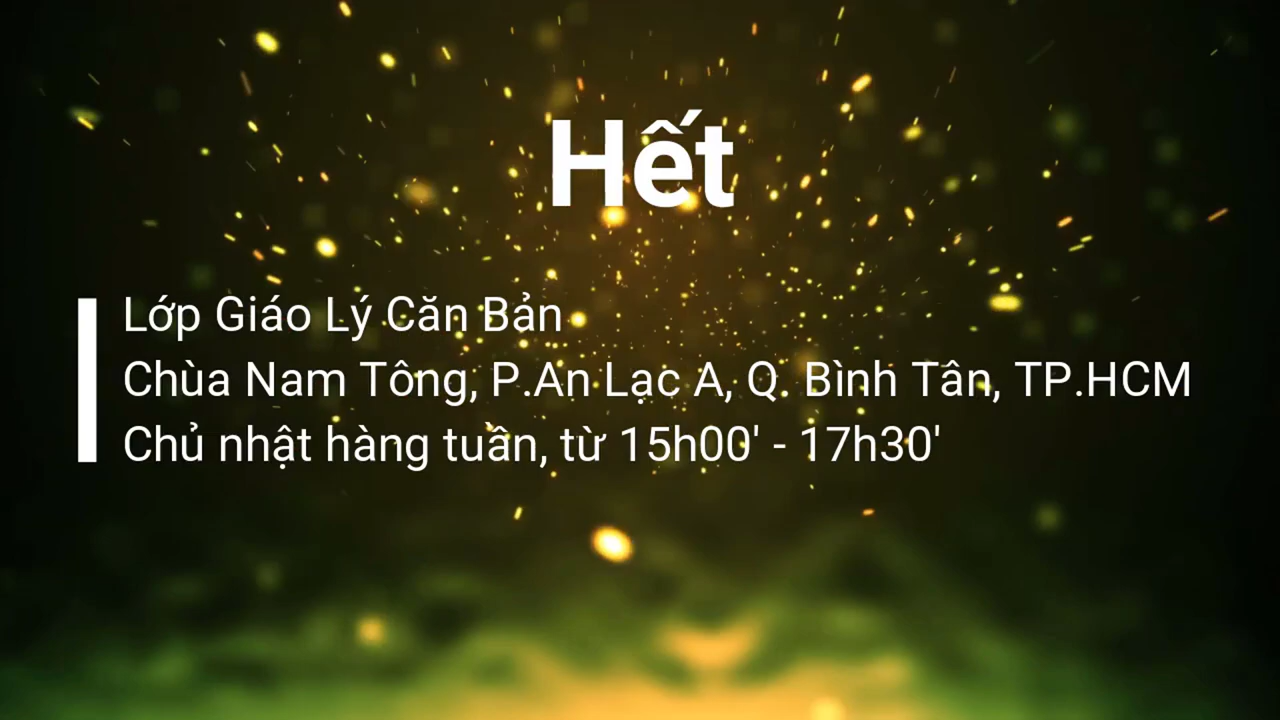 Hết
Lớp Giáo Lý Căn Bản
Chùa Nam Tông, P.An Lạc A, Q. Bình Tân, TP.HCM
Chủ nhật hàng tuần, từ 15h00' - 17h30'